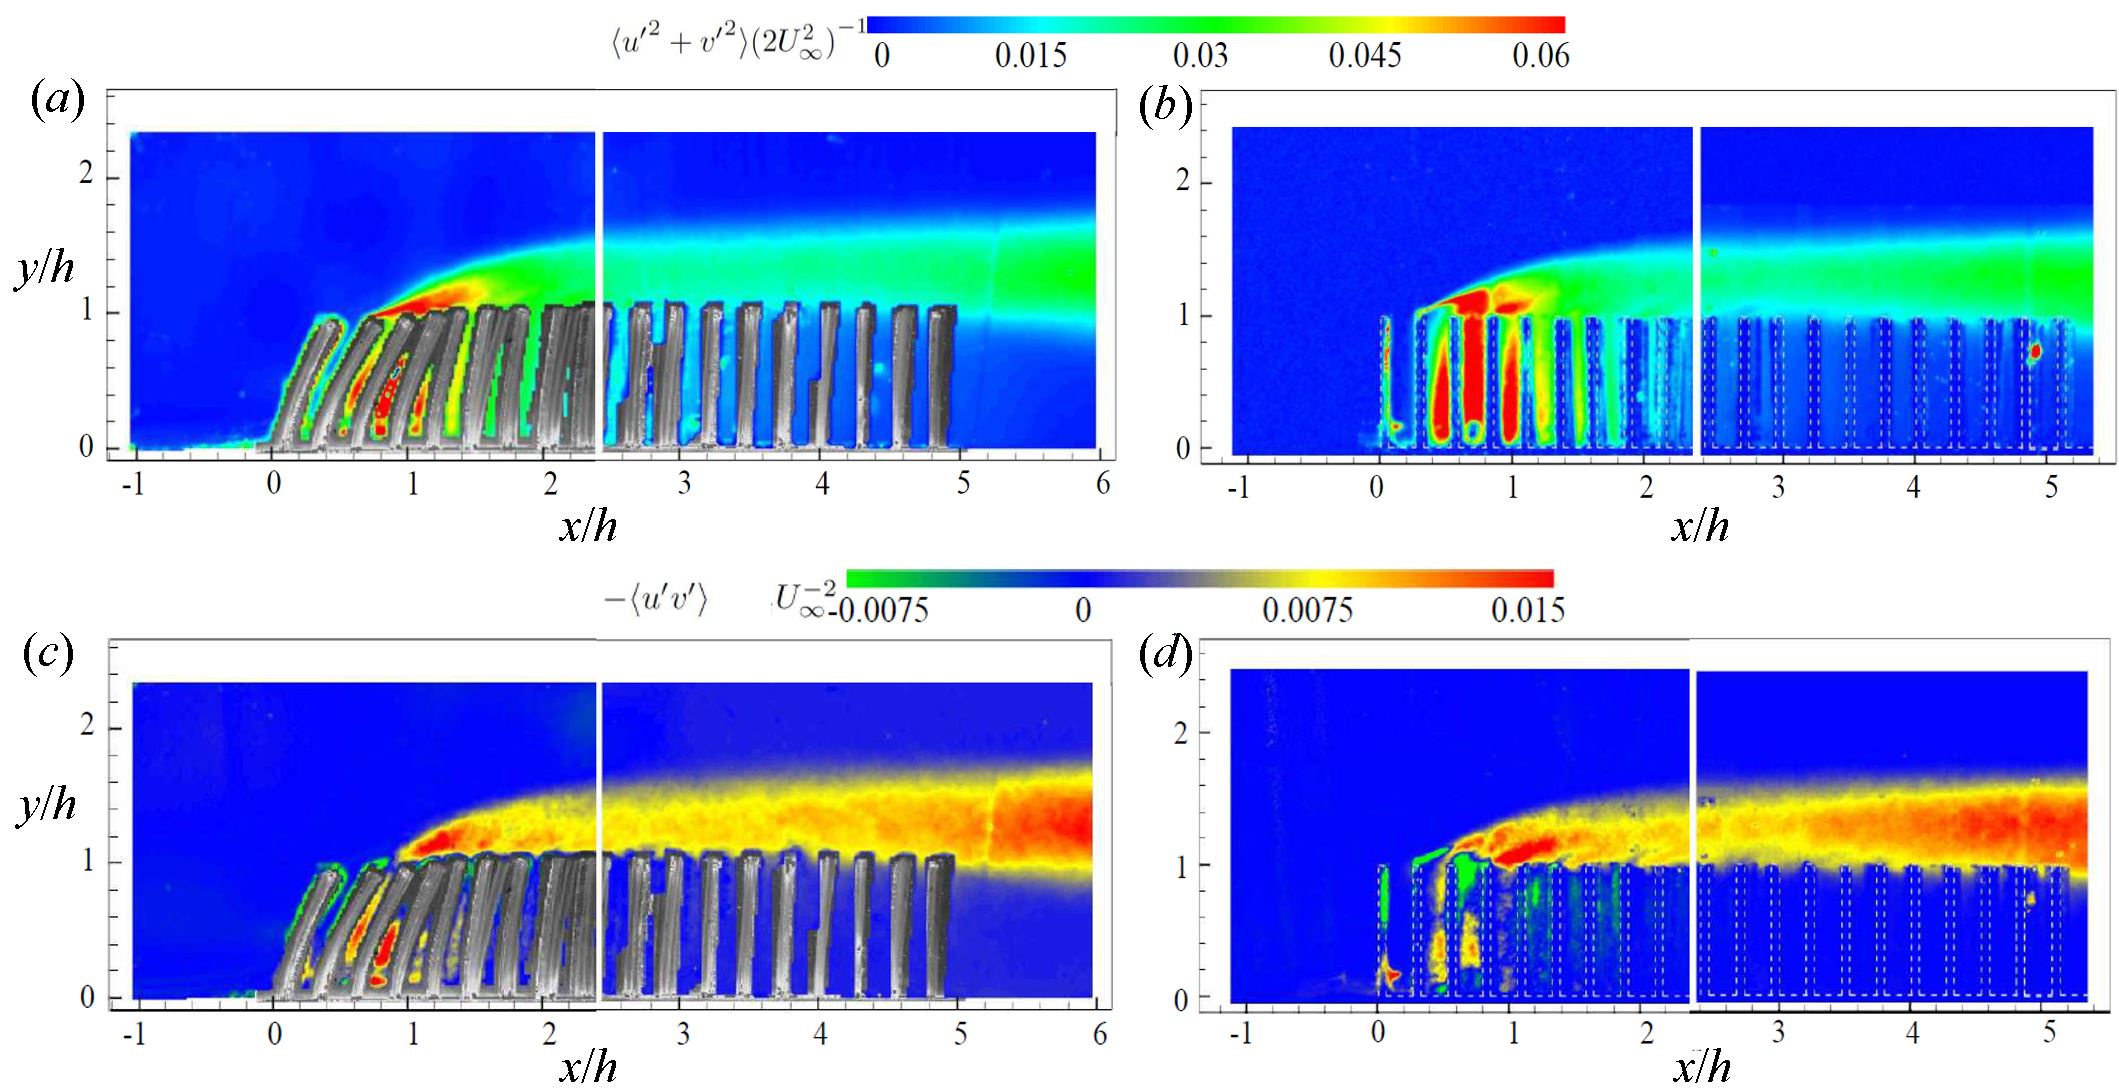 ⟨u′² + v′²⟩(2U∞²)⁻¹
0 0.015 0.03 0.045 0.06
(a)
y/h
2
1
0
-1 0 1 2 3 4 5 6
x/h
(b)
2
1
0
-1 0 1 2 3 4 5
x/h
−⟨u′v′⟩ U∞⁻²
-0.0075 0 0.0075 0.015
(c)
y/h
2
1
0
-1 0 1 2 3 4 5 6
x/h
(d)
2
1
0
-1 0 1 2 3 4 5
x/h